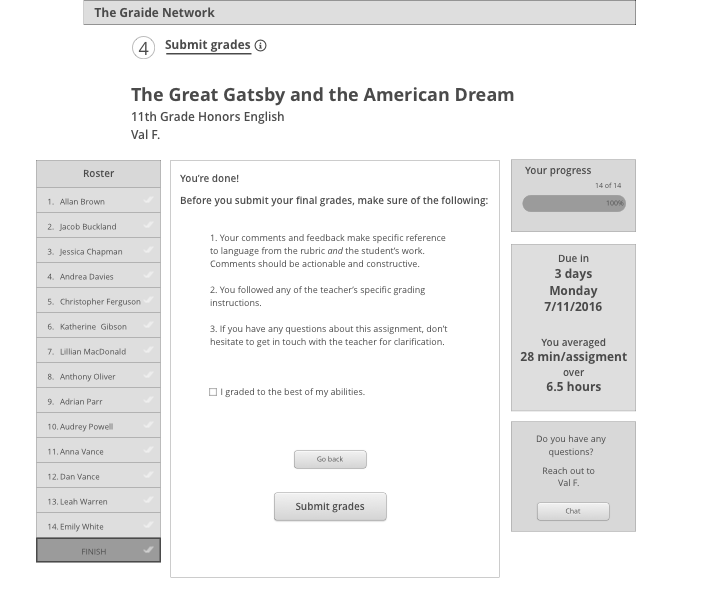 The Graide Network
4 Submit grades
The Great Gatsby and the American Dream
11th Grade Honors English
Val F.
Roster
1. Allan Brown
2. Jacob Buckland
3. Jessica Chapman
4. Andrea Davies
5. Christopher Ferguson
6. Katherine Gibson
7. Lillian MacDonald
8. Anthony Oliver
9. Adrian Parr
10. Audrey Powell
11. Anna Vance
12. Dan Vance
13. Leah Warren
14. Emily White
FINISH
You're done!
Before you submit your final grades, make sure of the following:
1. Your comments and feedback make specific reference
to language from the rubric and the student's work.
Comments should be actionable and constructive.
2. You followed any of the teacher's specific grading
instructions.
3. If you have any questions about this assignment, don't
hesitate to get in touch with the teacher for clarification.
I graded to the best of my abilities.
Go back
Submit grades
Your progress
14 of 14
100%
Due in
3 days
Monday
7/11/2016
You averaged
28 min/assigment
over
6.5 hours
Do you have any
questions?
Reach out to
Val F.
Chat